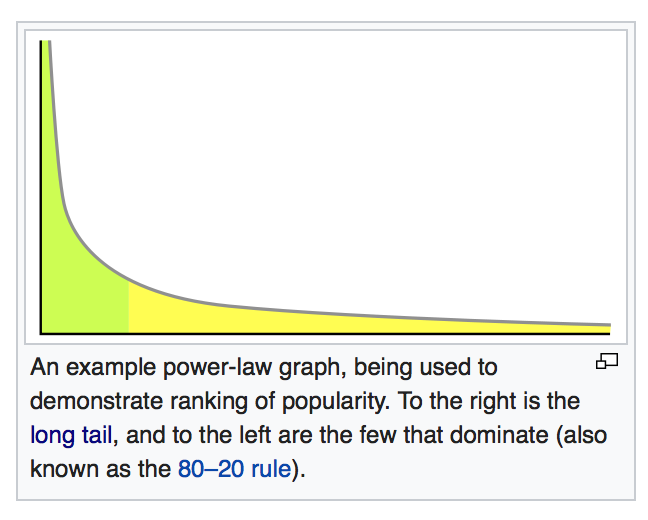 An example power-law graph, being used to
demonstrate ranking of popularity. To the right is the
long tail, and to the left are the few that dominate (also
known as the 80–20 rule).